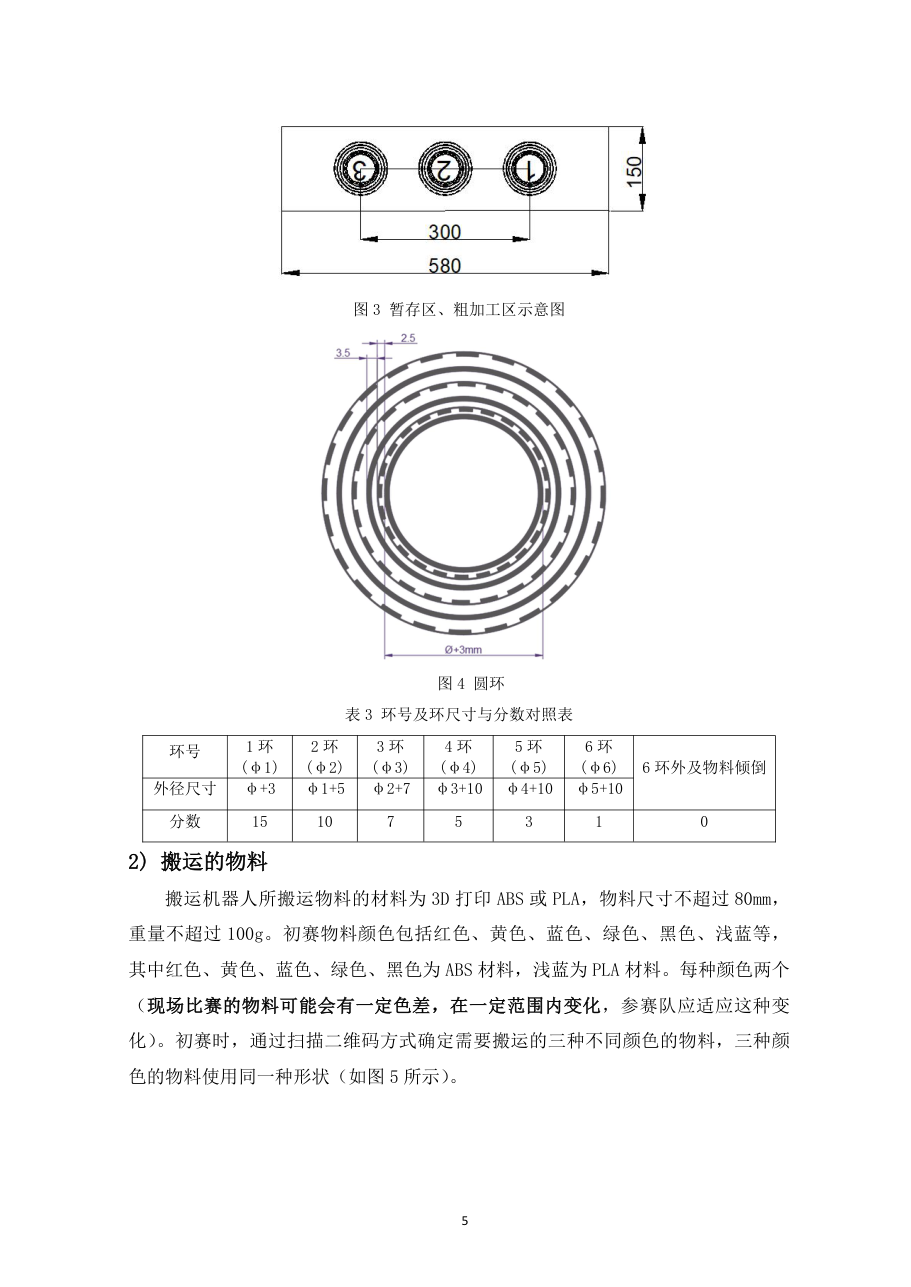 3 2 1
150
300
580
图 3 暂存区、粗加工区示意图
2.5
3.5
Ø+3mm
图 4 圆环
表 3 环号及环尺寸与分数对照表
环号 1 环 (φ1) 2 环 (φ2) 3 环 (φ3) 4 环 (φ4) 5 环 (φ5) 6 环 (φ6) 6 环外及物料倾倒
外径尺寸 φ+3 φ1+5 φ2+7 φ3+10 φ4+10 φ5+10
分数 15 10 7 5 3 1 0
2) 搬运的物料
搬运机器人所搬运物料的材料为 3D 打印 ABS 或 PLA，物料尺寸不超过 80mm，
重量不超过 100g。初赛物料颜色包括红色、黄色、蓝色、绿色、黑色、浅蓝等，
其中红色、黄色、蓝色、绿色、黑色为 ABS 材料，浅蓝为 PLA 材料。每种颜色两个
（现场比赛的物料可能会有一定色差，在一定范围内变化，参赛队应适应这种变
化）。初赛时，通过扫描二维码方式确定需要搬运的三种不同颜色的物料，三种颜
色的物料使用同一种形状（如图 5 所示）。
5